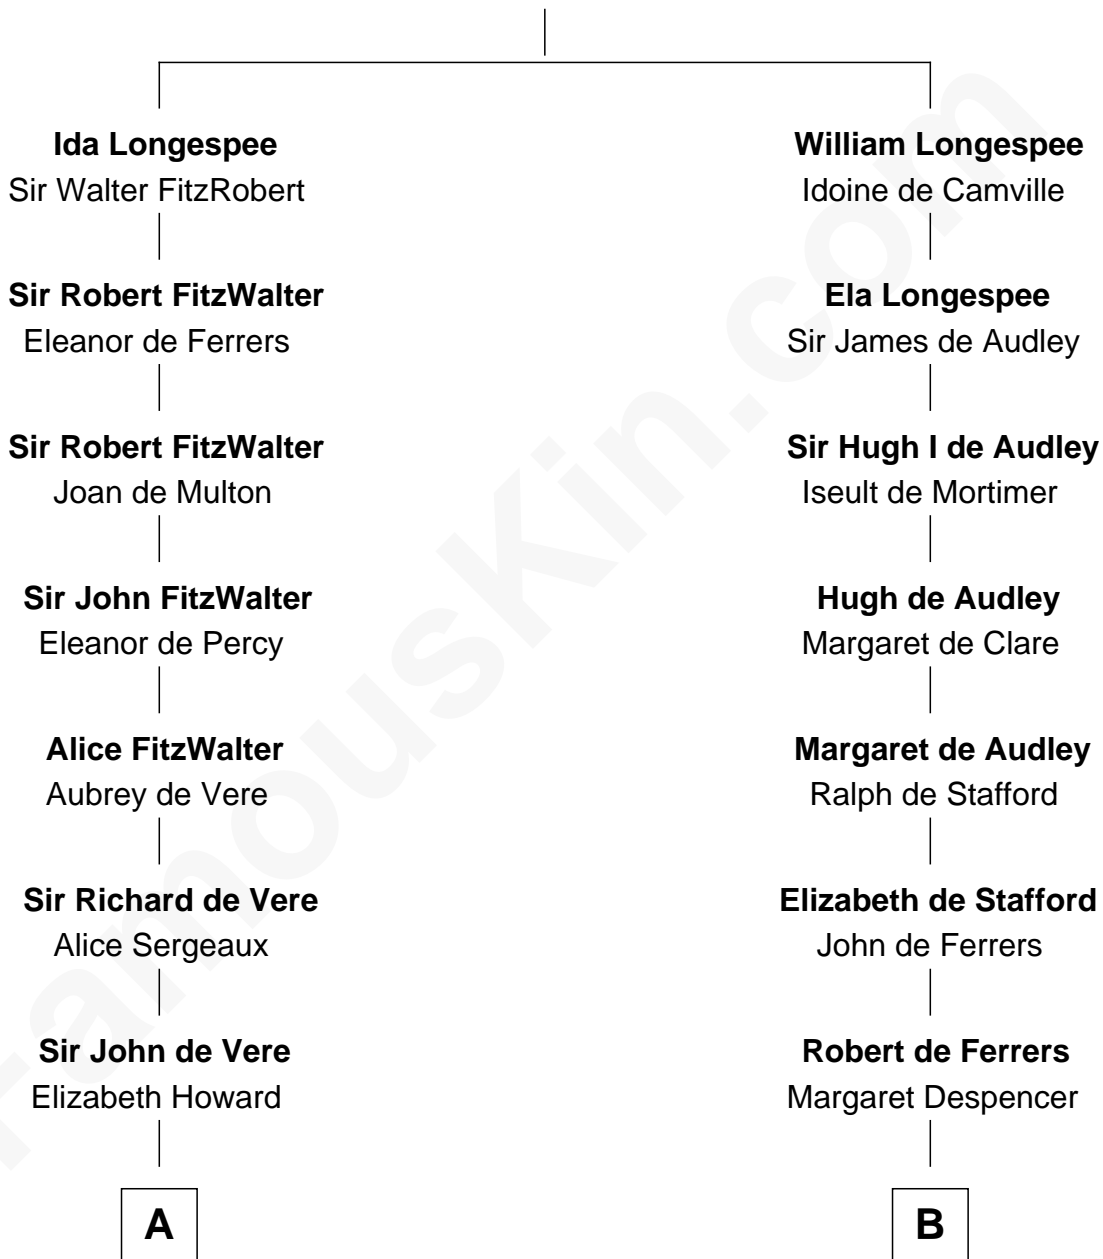 Ida Longespee
Sir Walter FitzRobert
William Longespee
Idoine de Camville
Sir Robert FitzWalter
Eleanor de Ferrers
Ela Longespee
Sir James de Audley
Sir Robert FitzWalter
Joan de Multon
Sir Hugh I de Audley
Iseult de Mortimer
Sir John FitzWalter
Eleanor de Percy
Hugh de Audley
Margaret de Clare
Alice FitzWalter
Aubrey de Vere
Margaret de Audley
Ralph de Stafford
Sir Richard de Vere
Alice Sergeaux
Elizabeth de Stafford
John de Ferrers
Sir John de Vere
Elizabeth Howard
Robert de Ferrers
Margaret Despencer
A
B
FamousKin.com